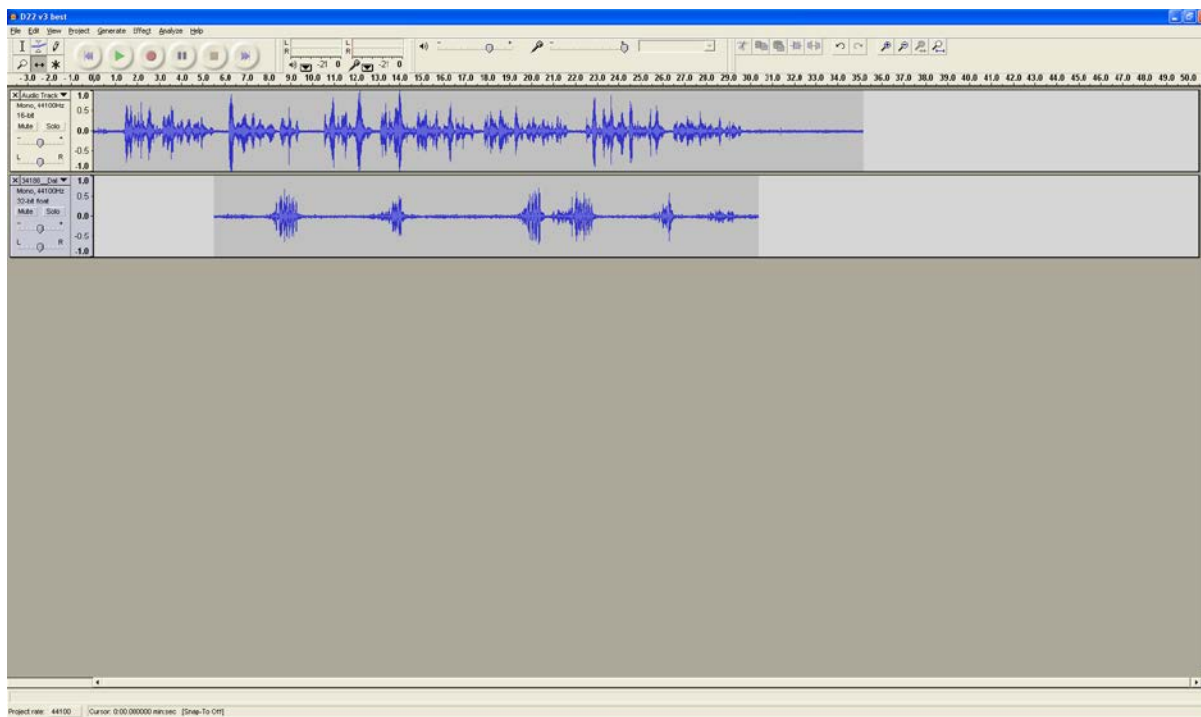 D22 v3 best
File Edit View Project Generate Effect Analyze Help
L
R
L
R
-21 0
-21 0
- 3.0 - 2.0 - 1.0 0.0 1.0 2.0 3.0 4.0 5.0 6.0 7.0 8.0 9.0 10.0 11.0 12.0 13.0 14.0 15.0 16.0 17.0 18.0 19.0 20.0 21.0 22.0 23.0 24.0 25.0 26.0 27.0 28.0 29.0 30.0 31.0 32.0 33.0 34.0 35.0 36.0 37.0 38.0 39.0 40.0 41.0 42.0 43.0 44.0 45.0 46.0 47.0 48.0 49.0 50.0
X Audio Track 1.0
Mono, 44100Hz
16-bit 0.5
Mute Solo 0.0
- +
-0.5
L R
-1.0
X 34188__Dal 1.0
Mono, 44100Hz
32-bit float 0.5
Mute Solo 0.0
- +
-0.5
L R
-1.0
Project rate: 44100 Cursor: 0:00.000000 min:sec [Snap-To Off]